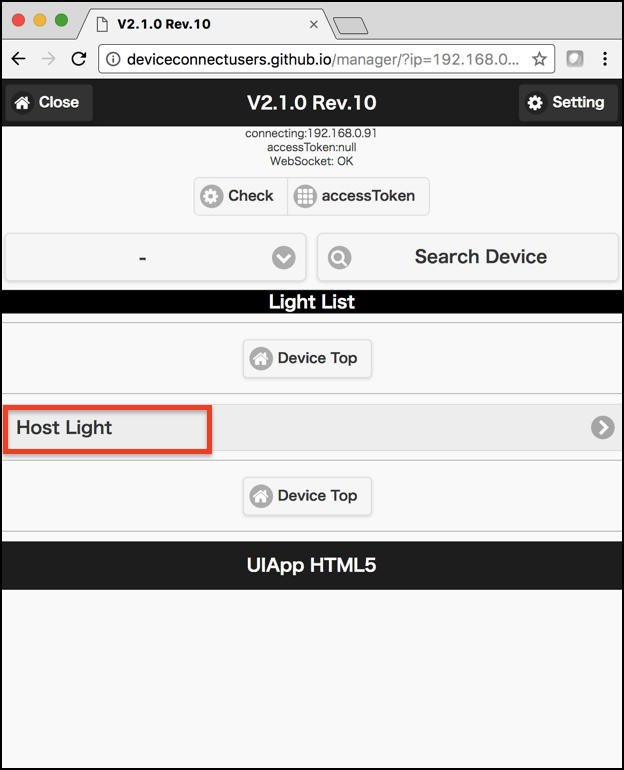 V2.1.0 Rev.10
deviceconnectusers.github.io/manager/?ip=192.168.0...
Close
V2.1.0 Rev.10
Setting
connecting:192.168.0.91
accessToken:null
WebSocket: OK
Check
accessToken
-
Search Device
Light List
Device Top
Host Light
Device Top
UIApp HTML5